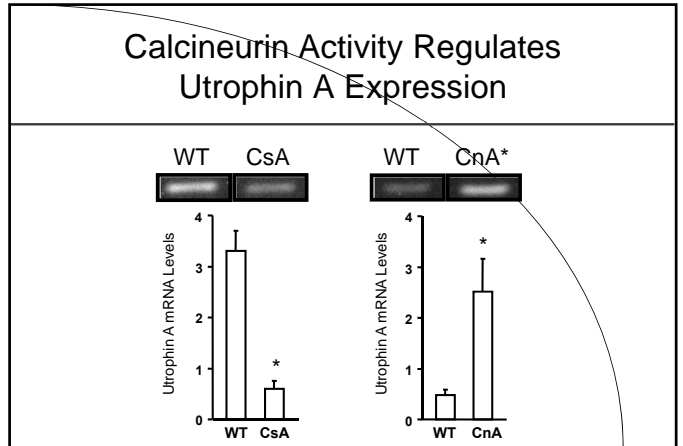 Calcineurin Activity Regulates
Utrophin A Expression
WT CsA
WT CnA*
Utrophin A mRNA Levels
4
3
2
1
0
*
WT CsA
Utrophin A mRNA Levels
4
3
2
1
0
*
WT CnA